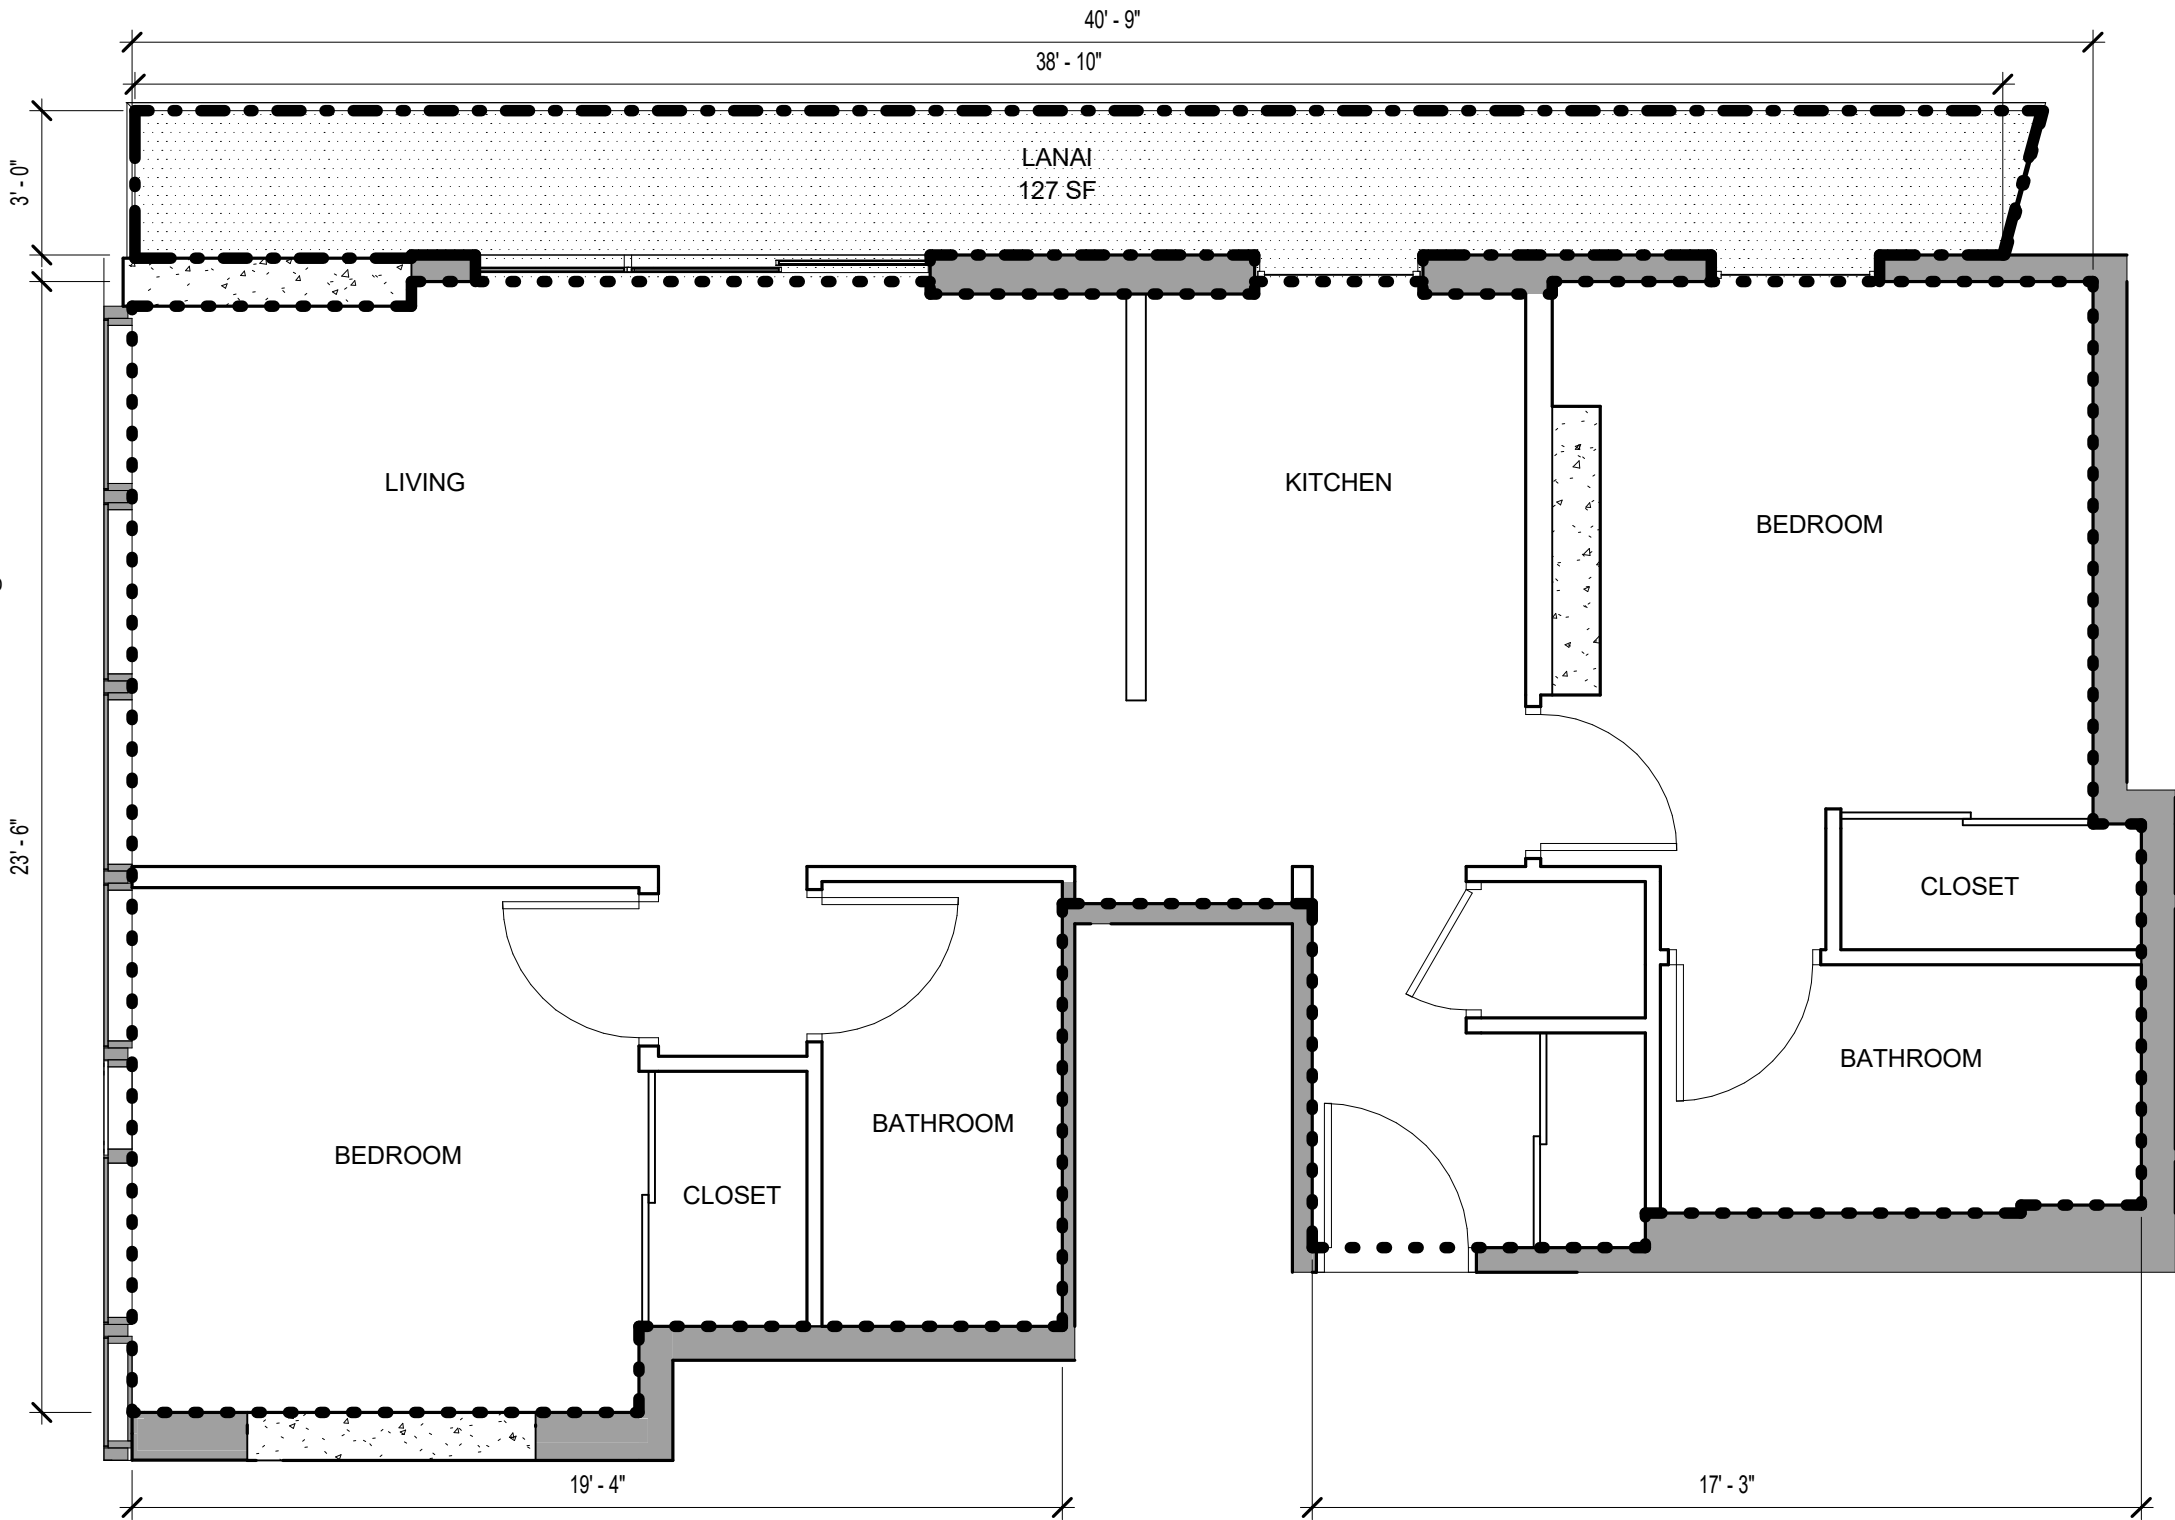 40' - 9"
38' - 10"
3' - 0"
LANAI
127 SF
LIVING
KITCHEN
BEDROOM
23' - 6"
CLOSET
BATHROOM
BATHROOM
BEDROOM
CLOSET
19' - 4"
17' - 3"